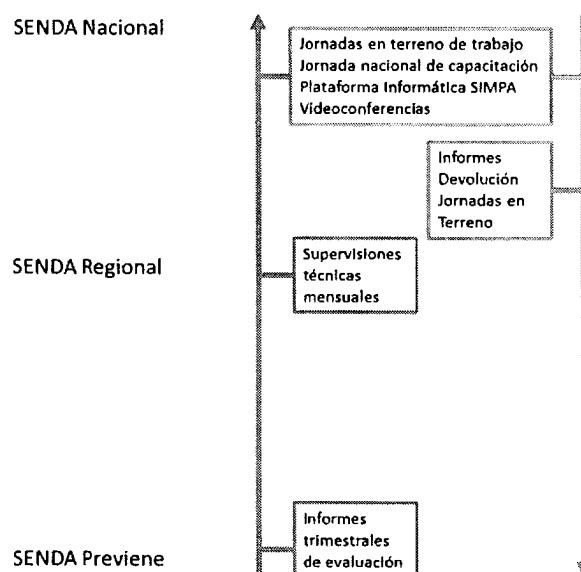 SENDA Nacional
Jornadas en terreno de trabajo
Jornada nacional de capacitación
Plataforma Informática SIMPA
Videoconferencias
Informes
Devolución
Jornadas en
Terreno
SENDA Regional
Supervisiones
técnicas
mensuales
Informes
trimestrales
de evaluación
SENDA Previene